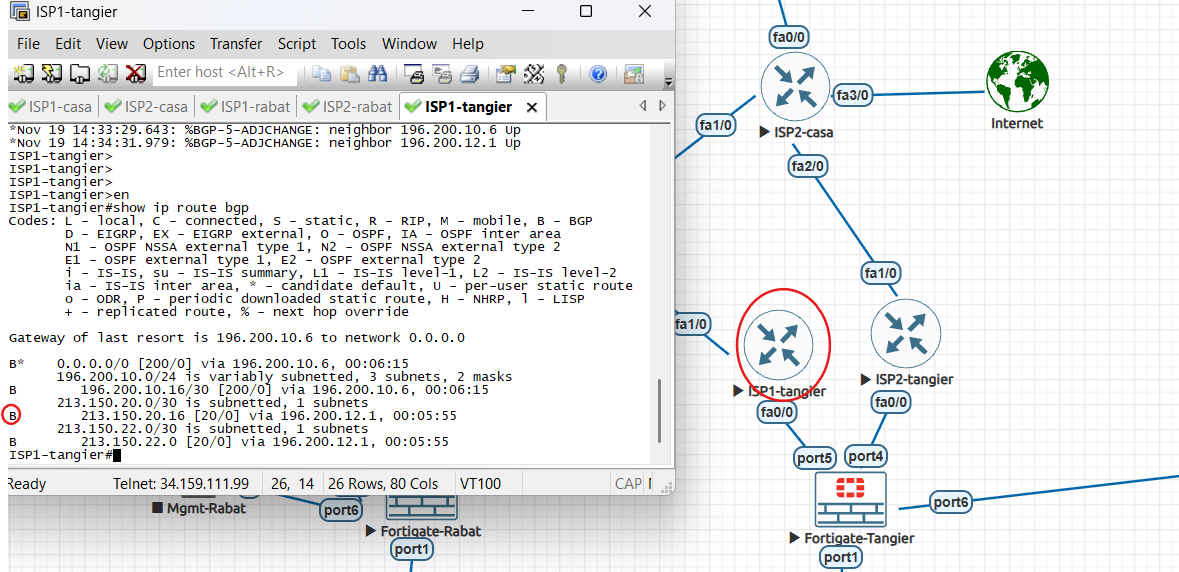 ISP1-tangier
File Edit View Options Transfer Script Tools Window Help
Enter host <Alt+R>
ISP1-casa ISP2-casa ISP1-rabat ISP2-rabat ISP1-tangier
*Nov 19 14:33:29.643: %BGP-5-ADJCHANGE: neighbor 196.200.10.6 Up
*Nov 19 14:34:31.979: %BGP-5-ADJCHANGE: neighbor 196.200.12.1 Up
ISP1-tangier>
ISP1-tangier>
ISP1-tangier>
ISP1-tangier>en
ISP1-tangier#show ip route bgp
Codes: L - local, C - connected, S - static, R - RIP, M - mobile, B - BGP
D - EIGRP, EX - EIGRP external, O - OSPF, IA - OSPF inter area
N1 - OSPF NSSA external type 1, N2 - OSPF NSSA external type 2
E1 - OSPF external type 1, E2 - OSPF external type 2
i - IS-IS, su - IS-IS summary, L1 - IS-IS level-1, L2 - IS-IS level-2
ia - IS-IS inter area, * - candidate default, U - per-user static route
o - ODR, P - periodic downloaded static route, H - NHRP, l - LISP
+ - replicated route, % - next hop override
Gateway of last resort is 196.200.10.6 to network 0.0.0.0
B* 0.0.0.0/0 [200/0] via 196.200.10.6, 00:06:15
196.200.10.0/24 is variably subnetted, 3 subnets, 2 masks
B 196.200.10.16/30 [200/0] via 196.200.10.6, 00:06:15
213.150.20.0/30 is subnetted, 1 subnets
B 213.150.20.16 [20/0] via 196.200.12.1, 00:05:55
213.150.22.0/30 is subnetted, 1 subnets
B 213.150.22.0 [20/0] via 196.200.12.1, 00:05:55
ISP1-tangier#
Ready Telnet: 34.159.111.99 26, 14 26 Rows, 80 Cols VT100 CAP
fa0/0
fa3/0
Internet
fa1/0
ISP2-casa
fa2/0
fa1/0
fa1/0
ISP1-tangier
ISP2-tangier
fa0/0
fa0/0
port5
port4
port6
Fortigate-Tangier
port1
Mgmt-Rabat
port6
Fortigate-Rabat
port1